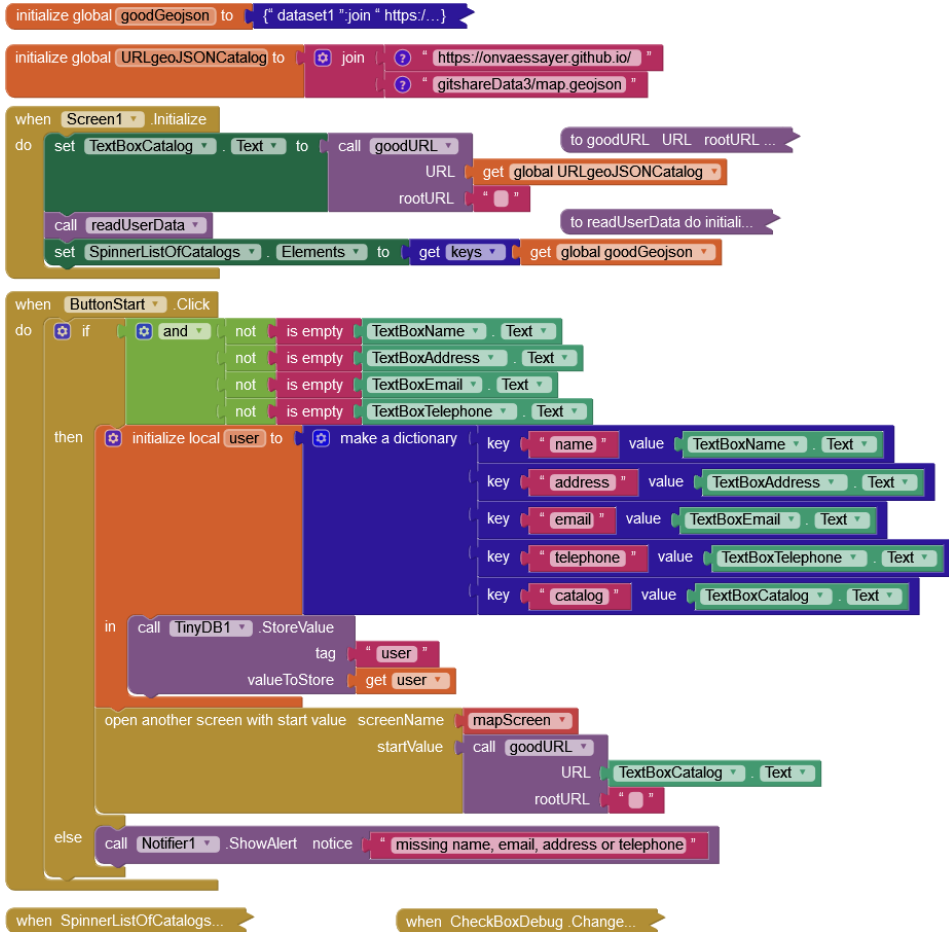 initialize global goodGeojson to {“ dataset1 ”:join “ https:/...}
initialize global URLgeoJSONCatalog to join “ https://onvaessayer.github.io/ ”
“ gitshareData3/map.geojson ”
when Screen1 .Initialize
do set TextBoxCatalog . Text to call goodURL
to goodURL URL rootURL ...
URL get global URLgeoJSONCatalog
rootURL “ ”
call readUserData
to readUserData do initiali...
set SpinnerListOfCatalogs . Elements to get keys get global goodGeojson
when ButtonStart .Click
do if and not is empty TextBoxName . Text
not is empty TextBoxAddress . Text
not is empty TextBoxEmail . Text
not is empty TextBoxTelephone . Text
then initialize local user to make a dictionary key “ name ” value TextBoxName . Text
key “ address ” value TextBoxAddress . Text
key “ email ” value TextBoxEmail . Text
key “ telephone ” value TextBoxTelephone . Text
key “ catalog ” value TextBoxCatalog . Text
in call TinyDB1 .StoreValue
tag “ user ”
valueToStore get user
open another screen with start value screenName mapScreen
startValue call goodURL
URL TextBoxCatalog . Text
rootURL “ ”
else call Notifier1 .ShowAlert notice “ missing name, email, address or telephone ”
when SpinnerListOfCatalogs... when CheckBoxDebug .Change...